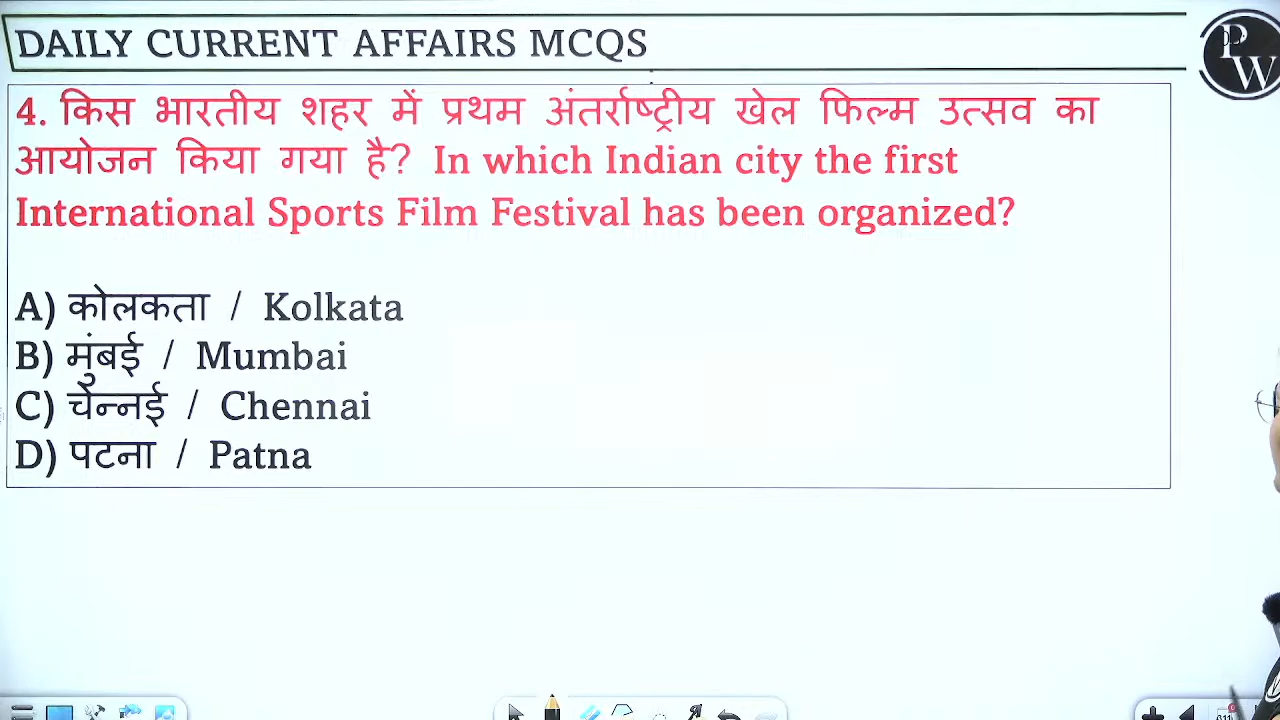 DAILY CURRENT AFFAIRS MCQS
PW
4. किस भारतीय शहर में प्रथम अंतर्राष्ट्रीय खेल फिल्म उत्सव का
आयोजन किया गया है? In which Indian city the first
International Sports Film Festival has been organized?
A) कोलकता / Kolkata
B) मुंबई / Mumbai
C) चेन्नई / Chennai
D) पटना / Patna